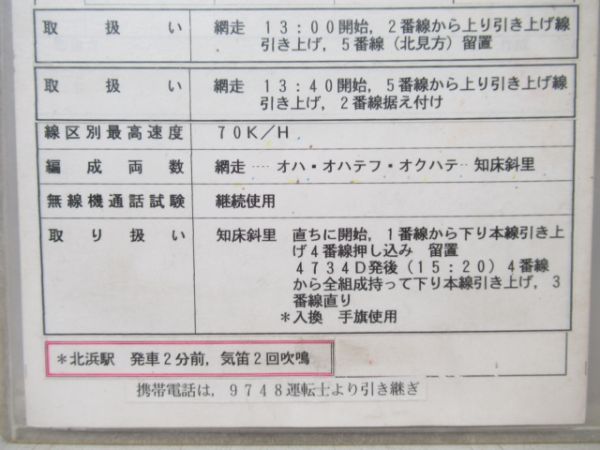 取扱い 網走 13:00開始，2番線から上り引き上げ線
引き上げ，5番線（北見方）留置
取扱い 網走 13:40開始，5番線から上り引き上げ線
引き上げ，2番線据え付け
線区別最高速度 70K／H
編成両数 網走 ‥‥ オハ・オハテフ・オクハテ‥ 知床斜里
無線機通話試験 継続使用
取り扱い 知床斜里 直ちに開始，1番線から下り本線引き上
げ4番線押し込み 留置
4734D発後（15：20）4番線
から全組成持って下り本線引き上げ，3
番線直り
＊入換 手旗使用
＊北浜駅 発車2分前，気笛2回吹鳴
携帯電話は，9748運転士より引き継ぎ